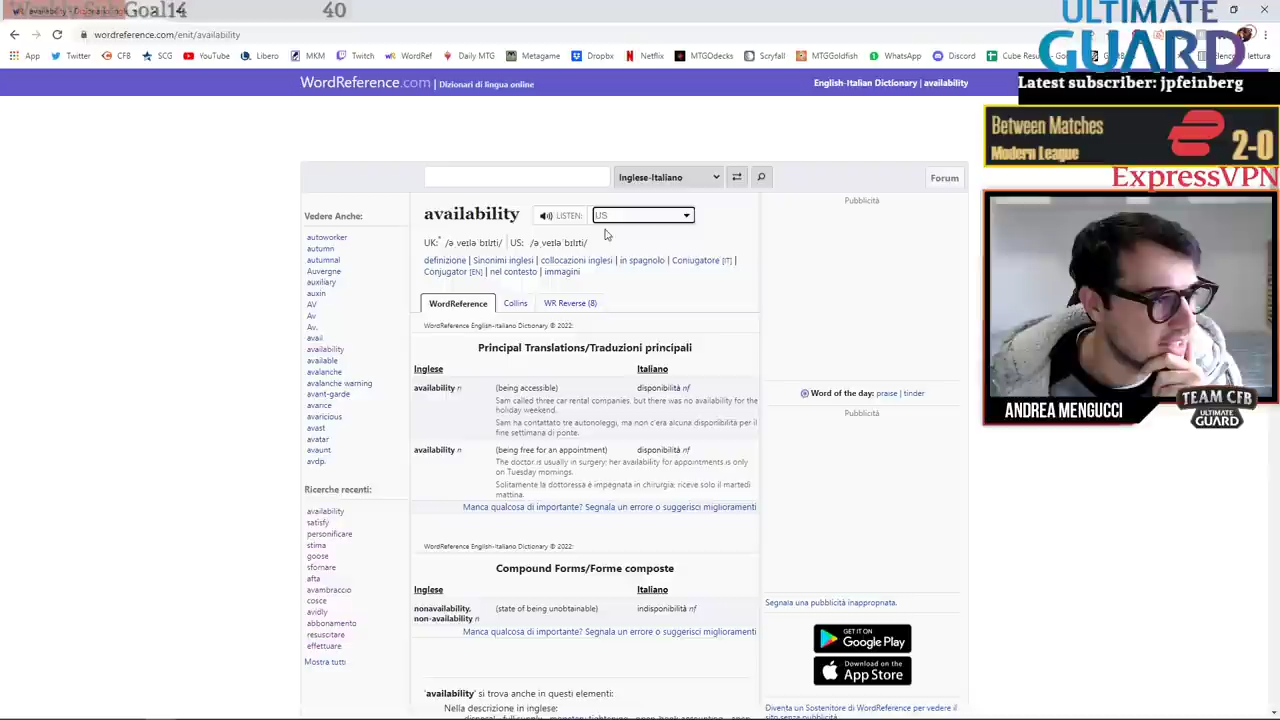 availability - Dizionario ingl
Goal14
40
wordreference.com/enit/availability
App Twitter CFB SCG YouTube Libero MKM Twitch WordRef Daily MTG Metagame Dropbx Netflix MTGOdecks Scryfall MTGGoldfish WhatsApp Discord Cube Resu
lettura
ULTIMATE
GUARD
WordReference.com | Dizionari di lingua online
English-Italian Dictionary | availability
Latest subscriber: jpfeinberg
Between Matches
Modern League
2-0
ExpressVPN
Inglese-Italiano
Forum
Vedere Anche:
autoworker
autumn
autumnal
Auvergne
auxiliary
auxin
AV
Av
Av.
avail
availability
available
avalanche
avalanche warning
avant-garde
avarice
avaricious
avast
avatar
avaunt
avdp.
Ricerche recenti:
availability
satisfy
personificare
stima
goose
sfornare
afta
avambraccio
cosce
avidly
abbonamento
resuscitare
effettuare
Mostra tutti
availability
LISTEN:
US
UK:* /əˌveɪləˈbɪlɪti/ US: /əˌveɪləˈbɪlɪti/
definizione | Sinonimi inglesi | collocazioni inglesi | in spagnolo | Coniugatore [IT] |
Conjugator [EN] | nel contesto | immagini
WordReference
Collins
WR Reverse (8)
WordReference English-Italiano Dictionary © 2022:
Principal Translations/Traduzioni principali
Inglese Italiano
availability n (being accessible) disponibilità nf
Sam called three car rental companies, but there was no availability for the
holiday weekend.
Sam ha contattato tre autonoleggi, ma non c'era alcuna disponibilità per il
fine settimana di ponte.
availability n (being free for an appointment) disponibilità nf
The doctor is usually in surgery; her availability for appointments is only
on Tuesday mornings.
Solitamente la dottoressa è impegnata in chirurgia; riceve solo il martedì
mattina.
Manca qualcosa di importante? Segnala un errore o suggerisci miglioramenti
WordReference English-Italiano Dictionary © 2022:
Compound Forms/Forme composte
Inglese Italiano
nonavailability, (state of being unobtainable) indisponibilità nf
non-availability n
Manca qualcosa di importante? Segnala un errore o suggerisci miglioramenti
'availability' si trova anche in questi elementi:
Nella descrizione in inglese:
Pubblicità
Word of the day: praise | tinder
Pubblicità
Segnala una pubblicità inappropriata.
GET IT ON
Google Play
Download on the
App Store
Diventa un Sostenitore di WordReference per vedere il
sito senza pubblicità.
ANDREA MENGUCCI
TEAM CFB
ULTIMATE
GUARD